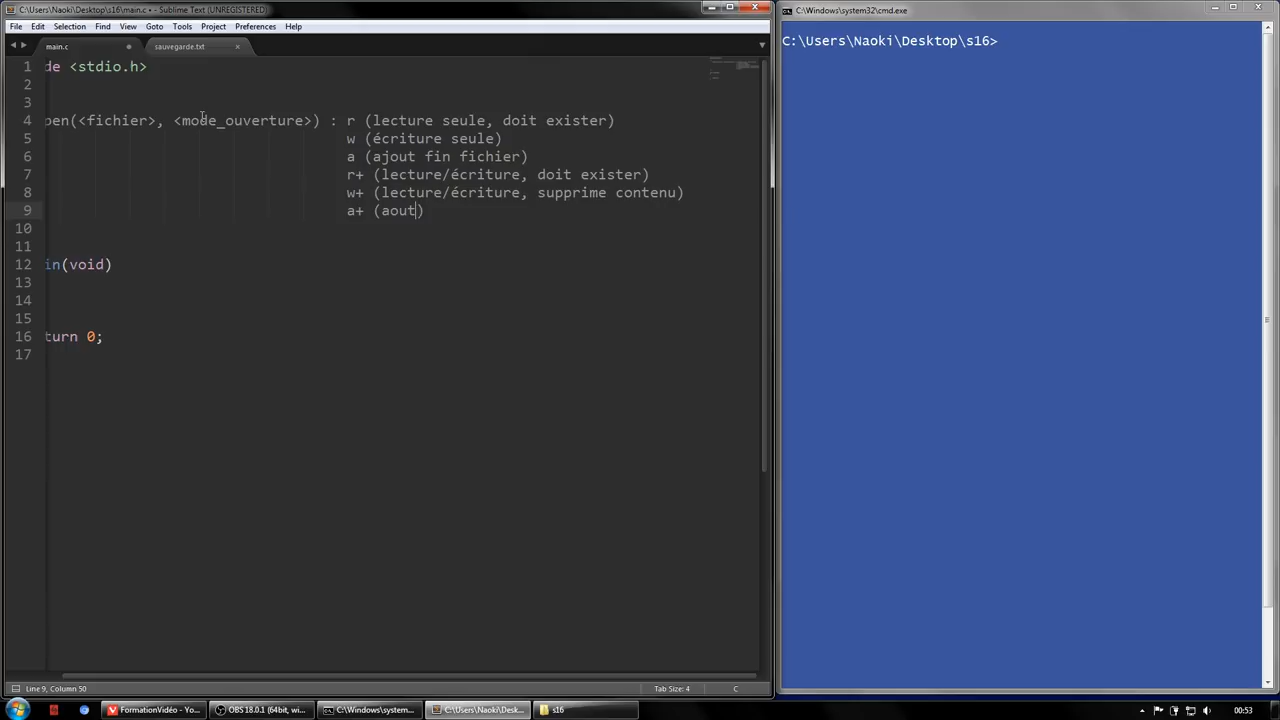 C:\Users\Naoki\Desktop\s16\main.c • - Sublime Text (UNREGISTERED)
File Edit Selection Find View Goto Tools Project Preferences Help
main.c sauvegarde.txt
1 de <stdio.h>
2
3
4 pen(<fichier>, <mode_ouverture>) : r (lecture seule, doit exister)
5 w (écriture seule)
6 a (ajout fin fichier)
7 r+ (lecture/écriture, doit exister)
8 w+ (lecture/écriture, supprime contenu)
9 a+ (aout)
10
11
12 in(void)
13
14
15
16 turn 0;
17
Line 9, Column 50
Tab Size: 4
C
C:\Windows\system32\cmd.exe
C:\Users\Naoki\Desktop\s16>
FormationVidéo - Yo...
OBS 18.0.1 (64bit, wi...
C:\Windows\system...
C:\Users\Naoki\Desk...
s16
00:53